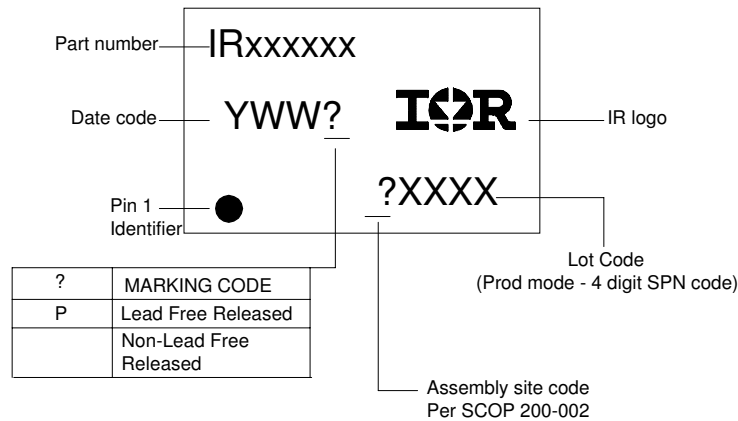 Part number
IRxxxxxx
Date code
YWW?
IOR
IR logo
?XXXX
Pin 1
Identifier
Lot Code
(Prod mode - 4 digit SPN code)
? MARKING CODE
P Lead Free Released
Non-Lead Free
Released
Assembly site code
Per SCOP 200-002